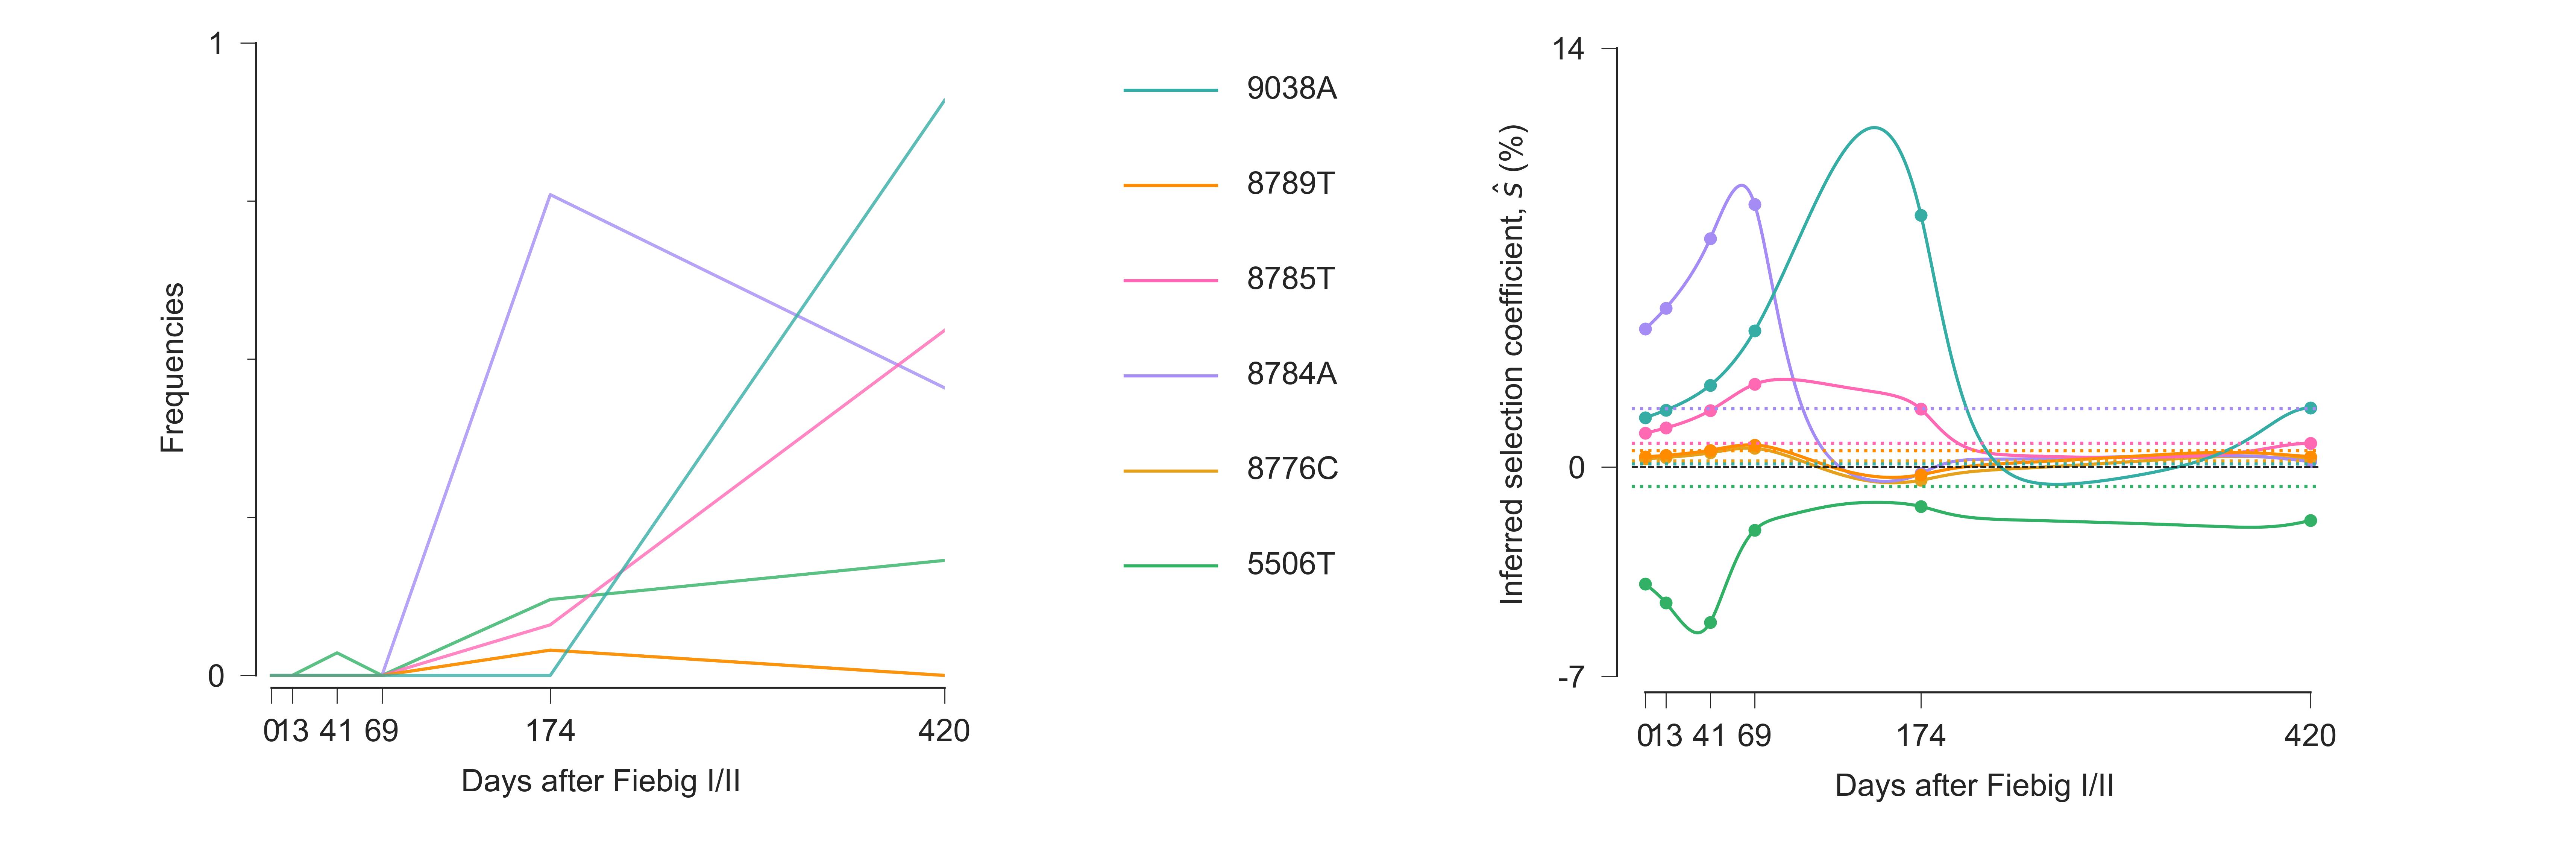 1
0
Frequencies
0 13 41 69 174 420
Days after Fiebig I/II
9038A
8789T
8785T
8784A
8776C
5506T
14
0
-7
Inferred selection coefficient, ŝ (%)
0 13 41 69 174 420
Days after Fiebig I/II